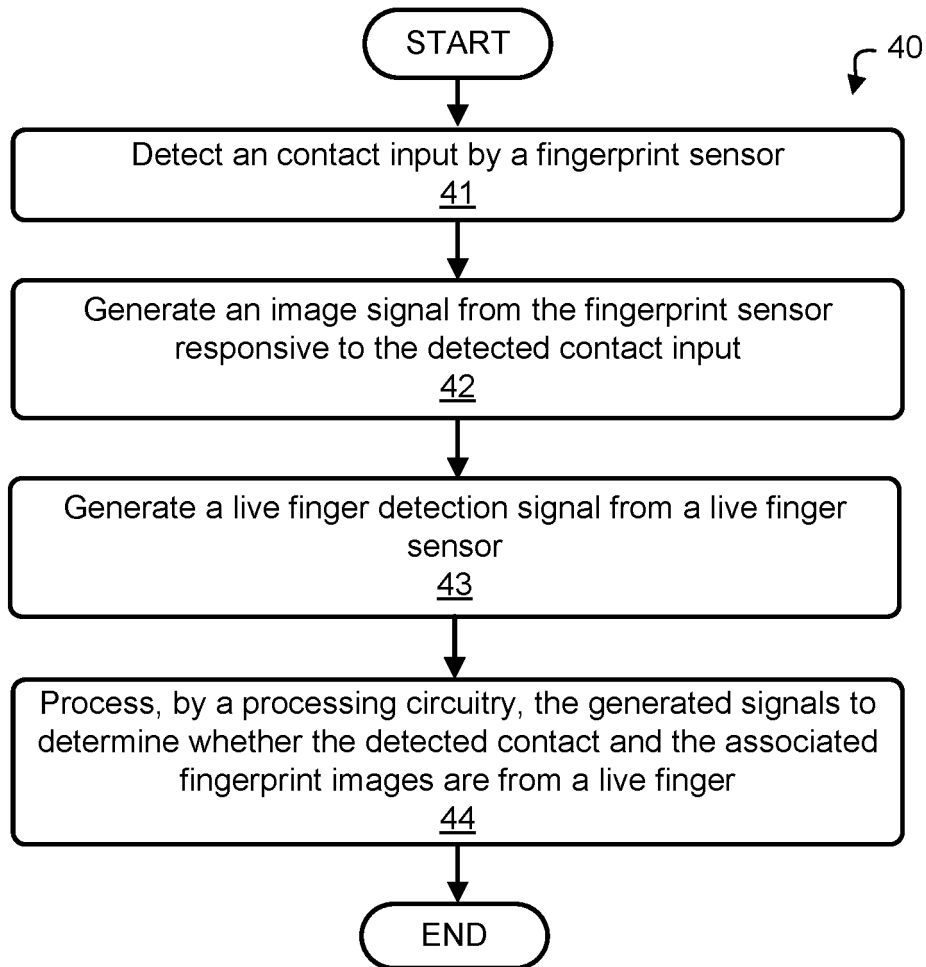 START
40
Detect an contact input by a fingerprint sensor
41
Generate an image signal from the fingerprint sensor
responsive to the detected contact input
42
Generate a live finger detection signal from a live finger
sensor
43
Process, by a processing circuitry, the generated signals to
determine whether the detected contact and the associated
fingerprint images are from a live finger
44
END